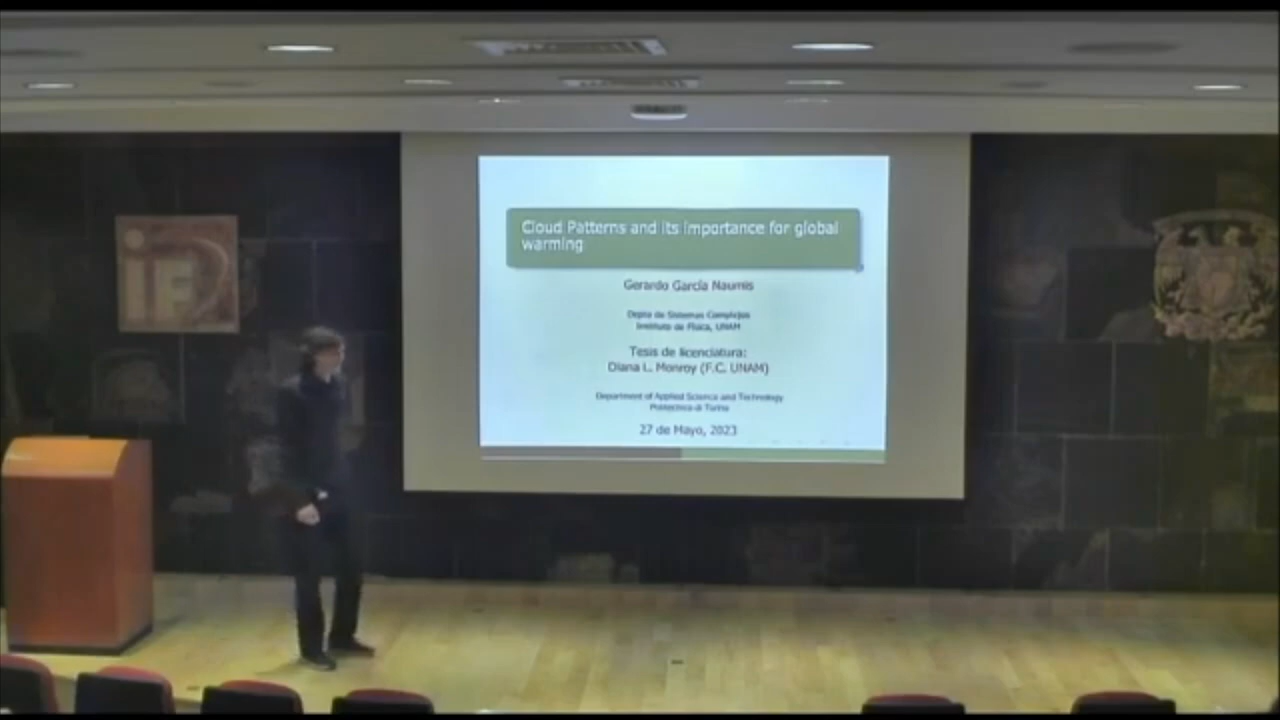 Cloud Patterns and its importance for global
warming
Gerardo García Naumis
Depto de Sistemas Complejos
Instituto de Física, UNAM
Tesis de licenciatura:
Diana L. Monroy (F.C. UNAM)
Department of Applied Science and Technology
Politecnico di Torino
27 de Mayo, 2023